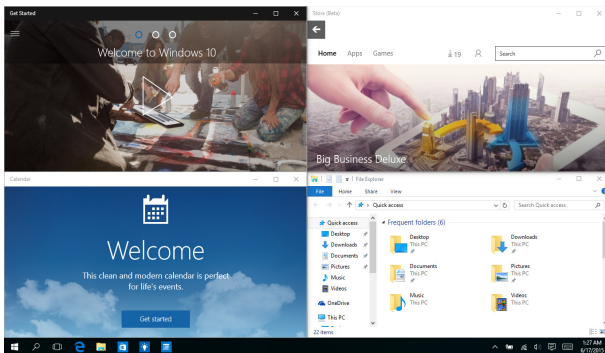 Get Started
Welcome to Windows 10
Store (Beta)
Home Apps Games
19
Search
Big Business Deluxe
Calendar
Welcome
This clean and modern calendar is perfect
for life's events.
Get started
File Explorer
File Home Share View
Quick access
Search Quick access
Quick access
Desktop
Downloads
Documents
Pictures
Music
Videos
OneDrive
This PC
Frequent folders (6)
Desktop
This PC
Downloads
This PC
Documents
This PC
Pictures
This PC
Music
This PC
Videos
This PC
22 items
1:27 AM
6/17/2015